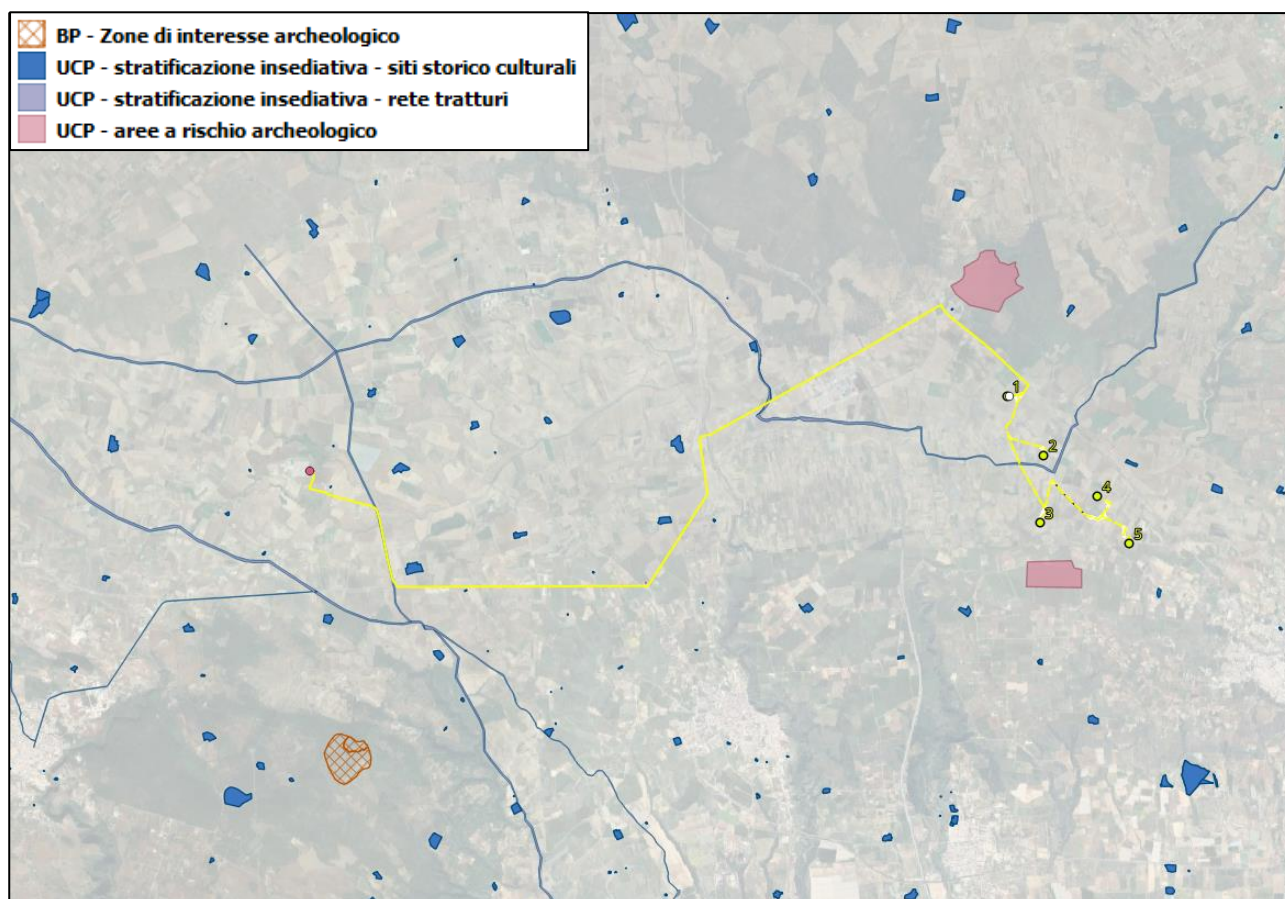 BP - Zone di interesse archeologico
UCP - stratificazione insediativa - siti storico culturali
UCP - stratificazione insediativa - rete tratturi
UCP - aree a rischio archeologico
1
2
4
3
5